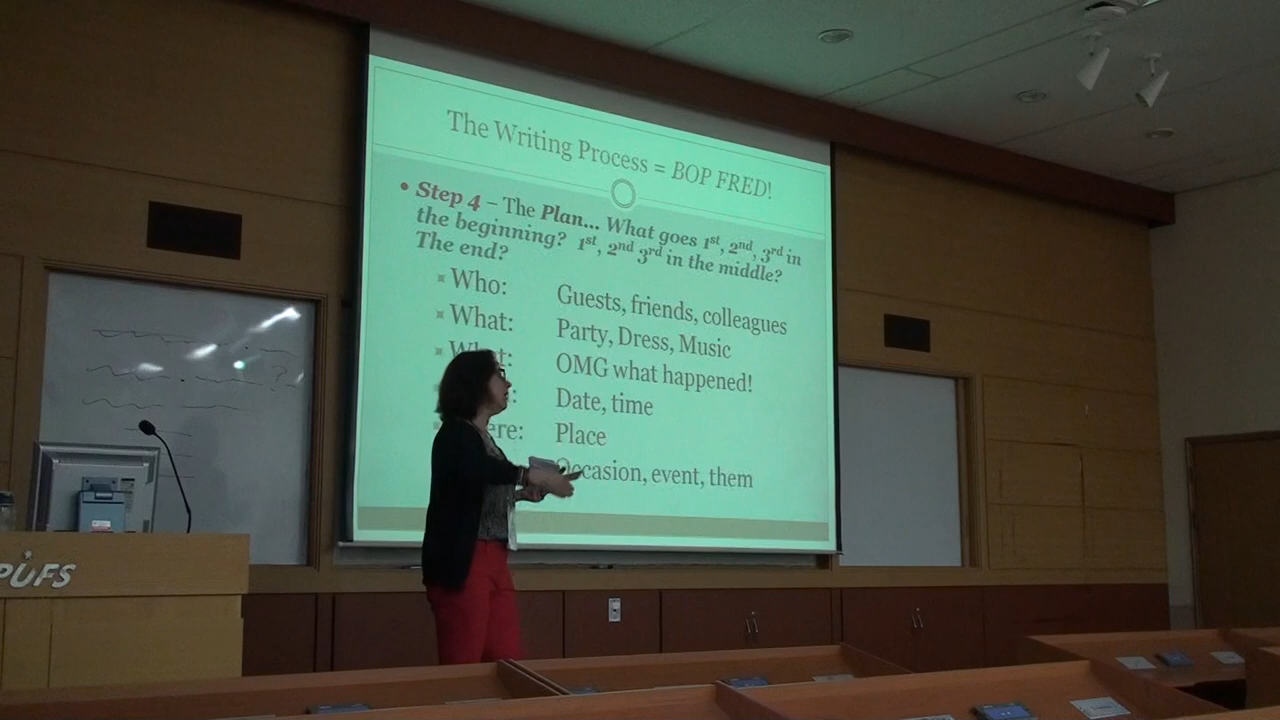 The Writing Process = BOP FRED!
• Step 4 – The Plan... What goes 1st, 2nd, 3rd in
the beginning? 1st, 2nd 3rd in the middle?
The end?
Who: Guests, friends, colleagues
What: Party, Dress, Music
OMG what happened!
Date, time
Place
Occasion, event, them
PUFS